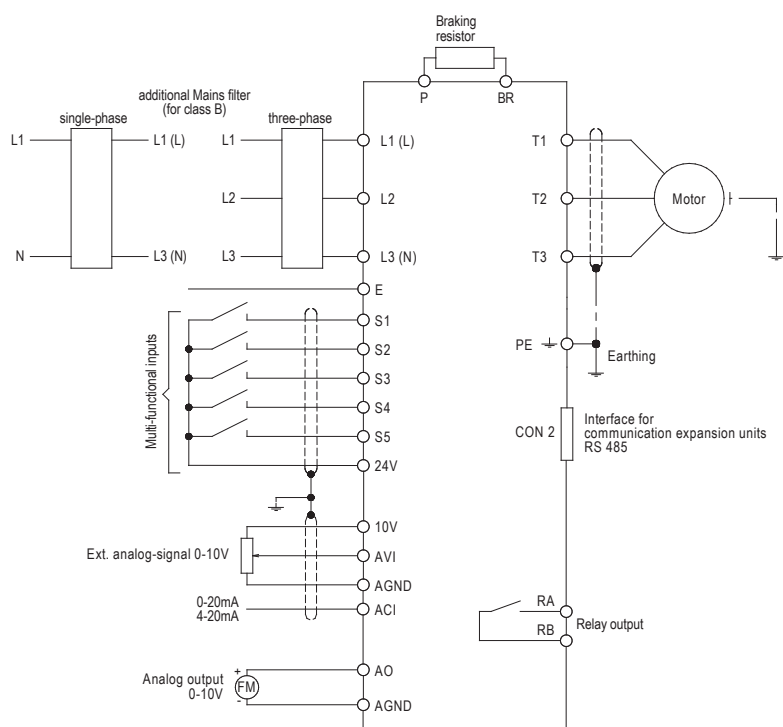 Braking
resistor
P
BR
additional Mains filter
(for class B)
single-phase
three-phase
L1
L1 (L)
L1
L1 (L)
T1
L2
L2
T2
Motor
N
L3 (N)
L3
L3 (N)
T3
E
Multi-functional inputs
S1
S2
S3
S4
S5
24V
PE
Earthing
CON 2
Interface for
communication expansion units
RS 485
10V
Ext. analog-signal 0-10V
AVI
AGND
0-20mA
4-20mA
ACI
RA
RB
Relay output
Analog output
0-10V
+
FM
-
AO
AGND